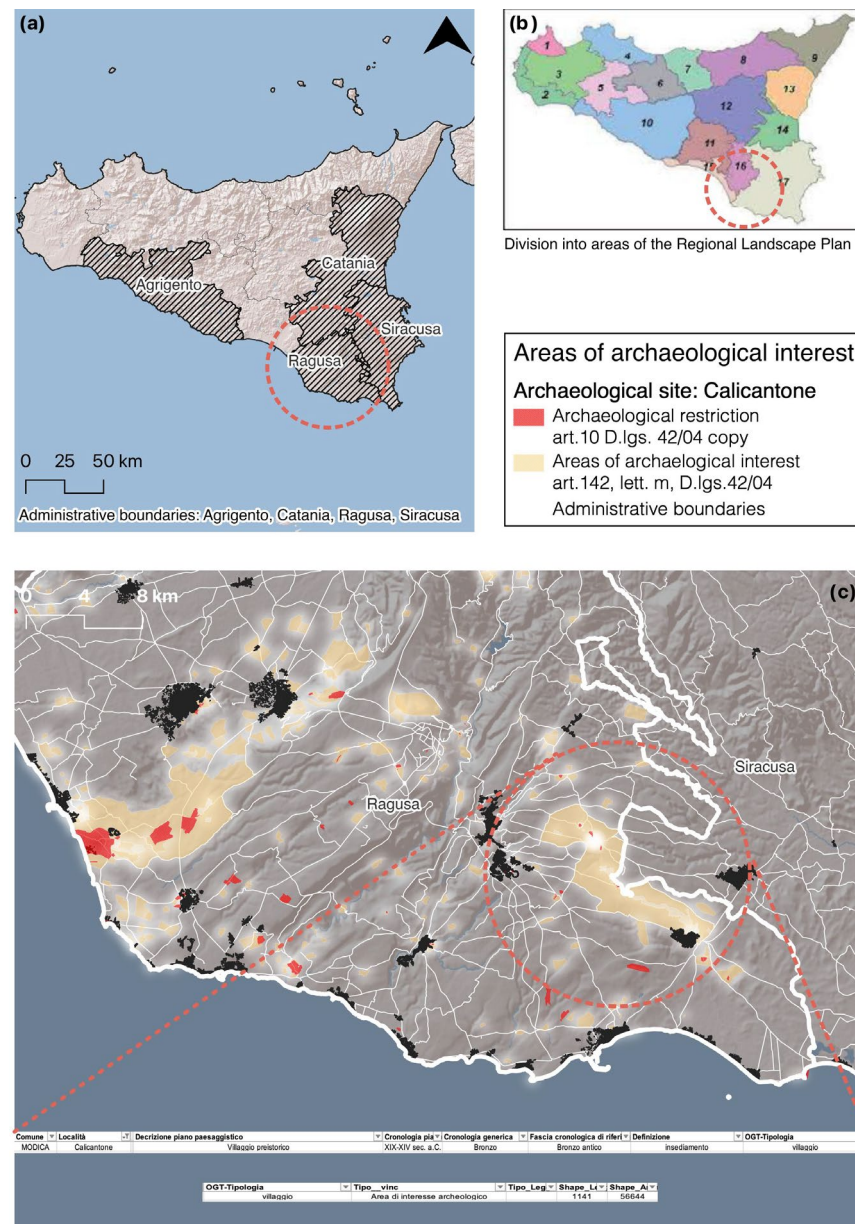 (a)
Catania
Agrigento
Siracusa
Ragusa
0 25 50 km
Administrative boundaries: Agrigento, Catania, Ragusa, Siracusa
(b)
1
2
3
4
5
6
7
8
9
10
11
12
13
14
16
17
Division into areas of the Regional Landscape Plan
Areas of archaeological interest
Archaeological site: Calicantone
Archaeological restriction
art.10 D.lgs. 42/04 copy
Areas of archaelogical interest
art.142, lett. m, D.lgs.42/04
Administrative boundaries
(c)
0 4 8 km
Siracusa
Ragusa
Comune Località Decrizione piano paesaggistico Cronologia pia Cronologia generica Fascia cronologica di riferi Definizione OGT-Tipologia
MODICA Calicantone Villaggio preistorico XIX-XIV sec. a.C. Bronzo Bronzo antico insediamento villaggio
OGT-Tipologia Tipo__vinc Tipo_Leg Shape_L Shape_A
villaggio Area di interesse archeologico 1141 56644